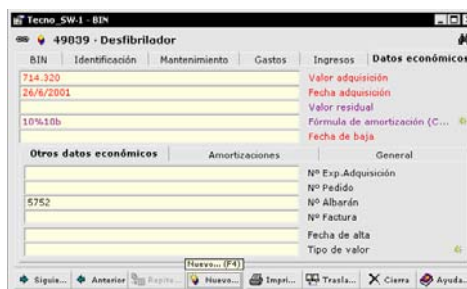 Tecno_SW-1 - BIN
49839 - Desfibrilador
BIN Identificación Mantenimiento Gastos Ingresos Datos económicos
714.320 Valor adquisición
26/6/2001 Fecha adquisición
Valor residual
10%10b Fórmula de amortización (C...
Fecha de baja
Otros datos económicos Amortizaciones General
Nº Exp.Adquisición
Nº Pedido
5752 Nº Albarán
Nº Factura
Fecha de alta
Tipo de valor
Nuevo... (F4)
Siguie... Anterior Repite... Nuevo... Impri... Trasla... Cierra Ayuda...